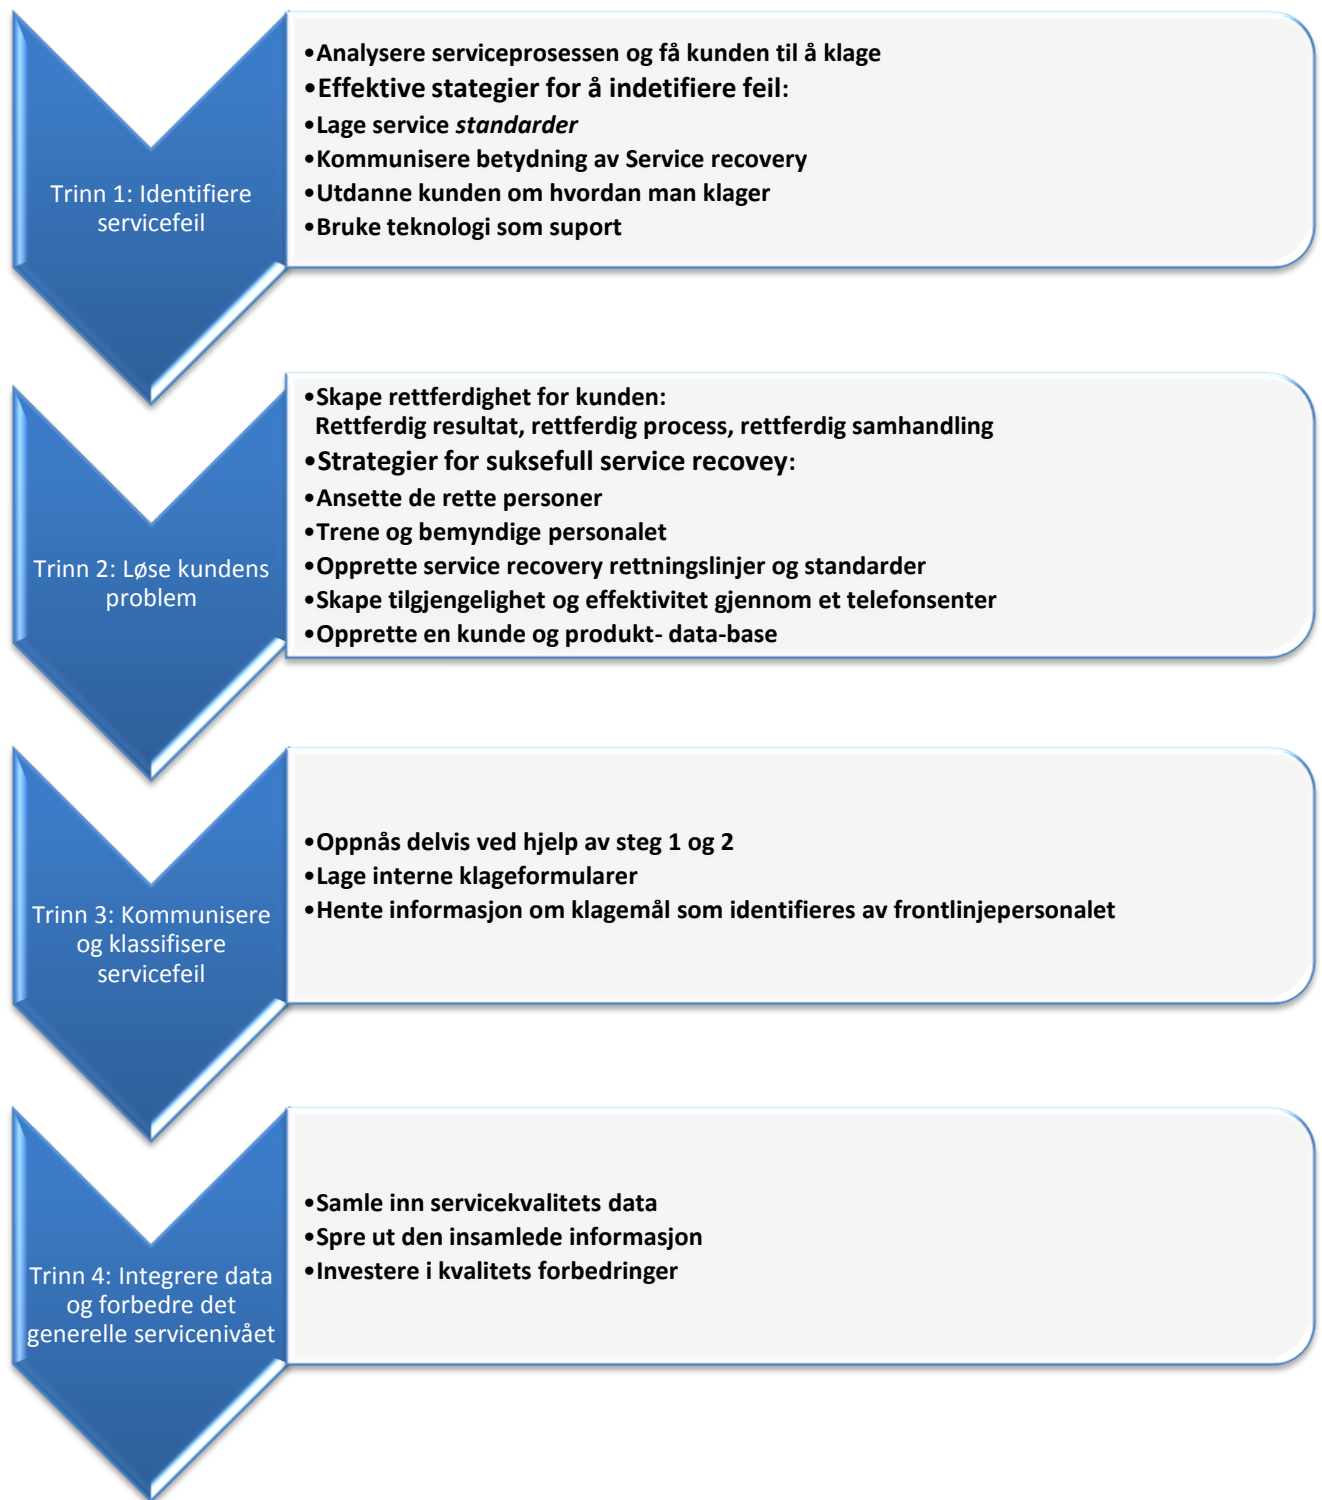 Trinn 1: Identifiere
servicefeil
•Analysere serviceprosessen og få kunden til å klage
•Effektive stategier for å indetifiere feil:
•Lage service standarder
•Kommunisere betydning av Service recovery
•Utdanne kunden om hvordan man klager
•Bruke teknologi som suport
Trinn 2: Løse kundens
problem
•Skape rettferdighet for kunden:
Rettferdig resultat, rettferdig process, rettferdig samhandling
•Strategier for suksefull service recovey:
•Ansette de rette personer
•Trene og bemyndige personalet
•Opprette service recovery rettningslinjer og standarder
•Skape tilgjengelighet og effektivitet gjennom et telefonsenter
•Opprette en kunde og produkt- data-base
Trinn 3: Kommunisere
og klassifisere
servicefeil
•Oppnås delvis ved hjelp av steg 1 og 2
•Lage interne klageformularer
•Hente informasjon om klagemål som identifieres av frontlinjepersonalet
Trinn 4: Integrere data
og forbedre det
generelle servicenivået
•Samle inn servicekvalitets data
•Spre ut den insamlede informasjon
•Investere i kvalitets forbedringer